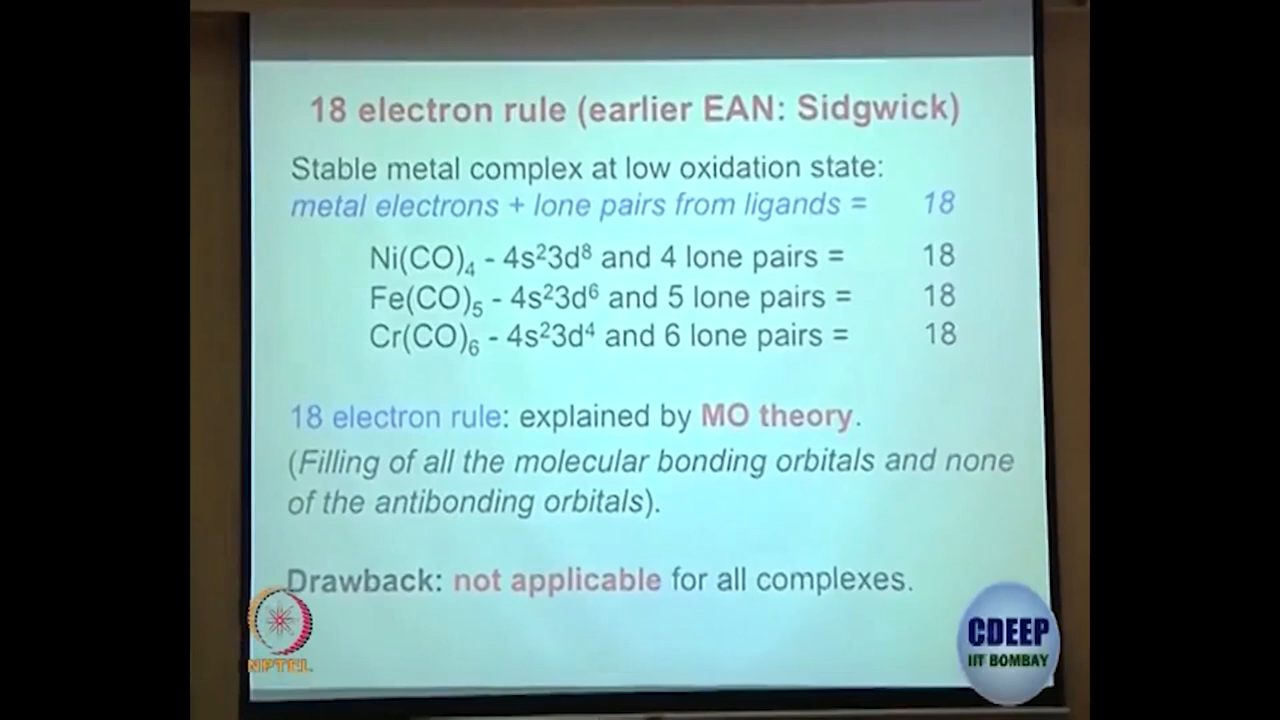 18 electron rule (earlier EAN: Sidgwick)
Stable metal complex at low oxidation state:
metal electrons + lone pairs from ligands = 18
Ni(CO)₄ - 4s²3d⁸ and 4 lone pairs = 18
Fe(CO)₅ - 4s²3d⁶ and 5 lone pairs = 18
Cr(CO)₆ - 4s²3d⁴ and 6 lone pairs = 18
18 electron rule: explained by MO theory.
(Filling of all the molecular bonding orbitals and none
of the antibonding orbitals).
Drawback: not applicable for all complexes.
NPTEL
CDEEP
IIT BOMBAY